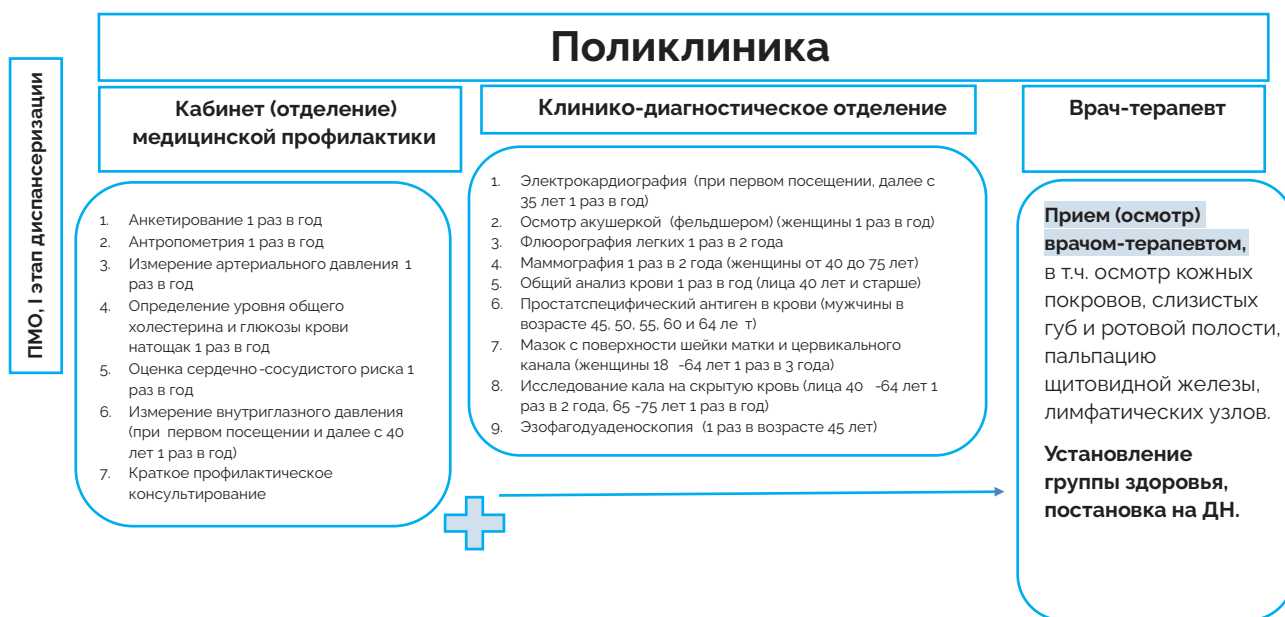 Поликлиника
ПМО, I этап диспансеризации
Кабинет (отделение)
медицинской профилактики
1. Анкетирование 1 раз в год
2. Антропометрия 1 раз в год
3. Измерение артериального давления 1
раз в год
4. Определение уровня общего
холестерина и глюкозы крови
натощак 1 раз в год
5. Оценка сердечно-сосудистого риска 1
раз в год
6. Измерение внутриглазного давления
(при первом посещении и далее с 40
лет 1 раз в год)
7. Краткое профилактическое
консультирование
Клинико-диагностическое отделение
1. Электрокардиография (при первом посещении, далее с
35 лет 1 раз в год)
2. Осмотр акушеркой (фельдшером) (женщины 1 раз в год)
3. Флюорография легких 1 раз в 2 года
4. Маммография 1 раз в 2 года (женщины от 40 до 75 лет)
5. Общий анализ крови 1 раз в год (лица 40 лет и старше)
6. Простатспецифический антиген в крови (мужчины в
возрасте 45, 50, 55, 60 и 64 ле т)
7. Мазок с поверхности шейки матки и цервикального
канала (женщины 18 -64 лет 1 раз в 3 года)
8. Исследование кала на скрытую кровь (лица 40 -64 лет 1
раз в 2 года, 65 -75 лет 1 раз в год)
9. Эзофагодуаденоскопия (1 раз в возрасте 45 лет)
Врач-терапевт
Прием (осмотр)
врачом-терапевтом,
в т.ч. осмотр кожных
покровов, слизистых
губ и ротовой полости,
пальпацию
щитовидной железы,
лимфатических узлов.
Установление
группы здоровья,
постановка на ДН.